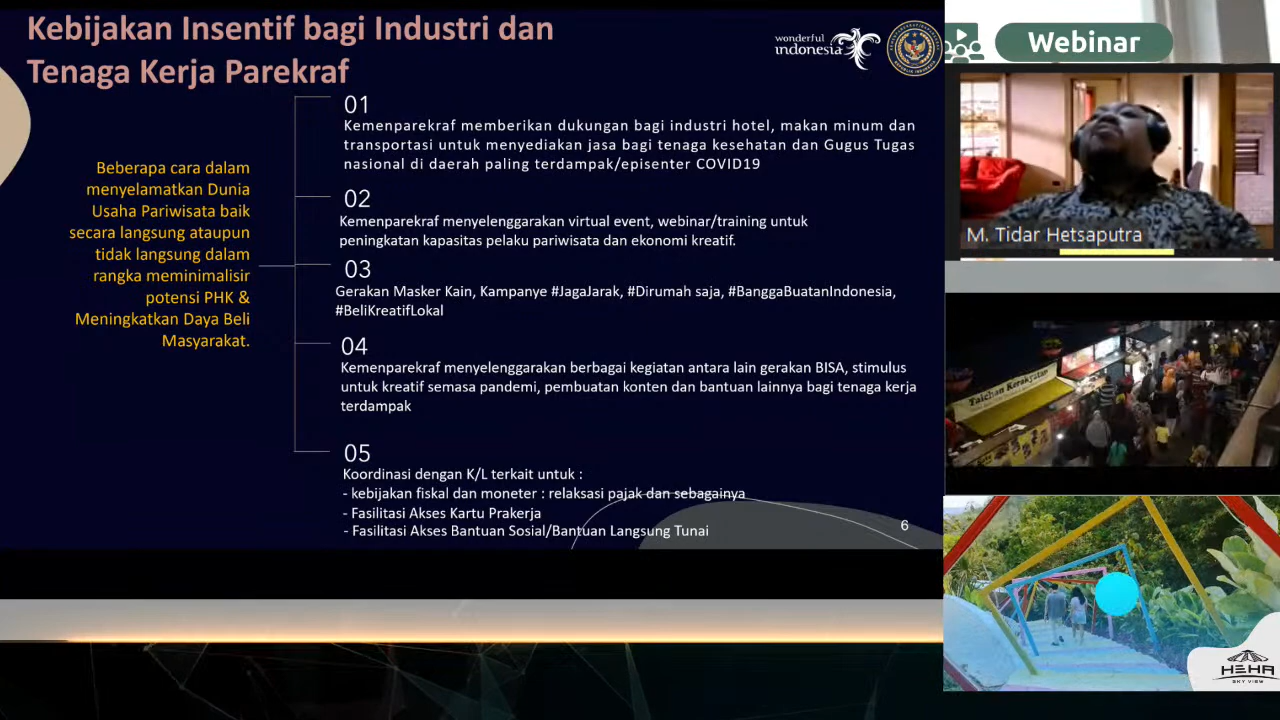 Kebijakan Insentif bagi Industri dan
Tenaga Kerja Parekraf
wonderful
indonesia
Webinar
Beberapa cara dalam
menyelamatkan Dunia
Usaha Pariwisata baik
secara langsung ataupun
tidak langsung dalam
rangka meminimalisir
potensi PHK &
Meningkatkan Daya Beli
Masyarakat.
01
Kemenparekraf memberikan dukungan bagi industri hotel, makan minum dan
transportasi untuk menyediakan jasa bagi tenaga kesehatan dan Gugus Tugas
nasional di daerah paling terdampak/episenter COVID19
02
Kemenparekraf menyelenggarakan virtual event, webinar/training untuk
peningkatan kapasitas pelaku pariwisata dan ekonomi kreatif.
03
Gerakan Masker Kain, Kampanye #JagaJarak, #Dirumah saja, #BanggaBuatanIndonesia,
#BeliKreatifLokal
04
Kemenparekraf menyelenggarakan berbagai kegiatan antara lain gerakan BISA, stimulus
untuk kreatif semasa pandemi, pembuatan konten dan bantuan lainnya bagi tenaga kerja
terdampak
05
Koordinasi dengan K/L terkait untuk :
- kebijakan fiskal dan moneter : relaksasi pajak dan sebagainya
- Fasilitasi Akses Kartu Prakerja
- Fasilitasi Akses Bantuan Sosial/Bantuan Langsung Tunai
6
M. Tidar Hetsaputra
Taichan Kerakyatan
HEHA
SKY VIEW